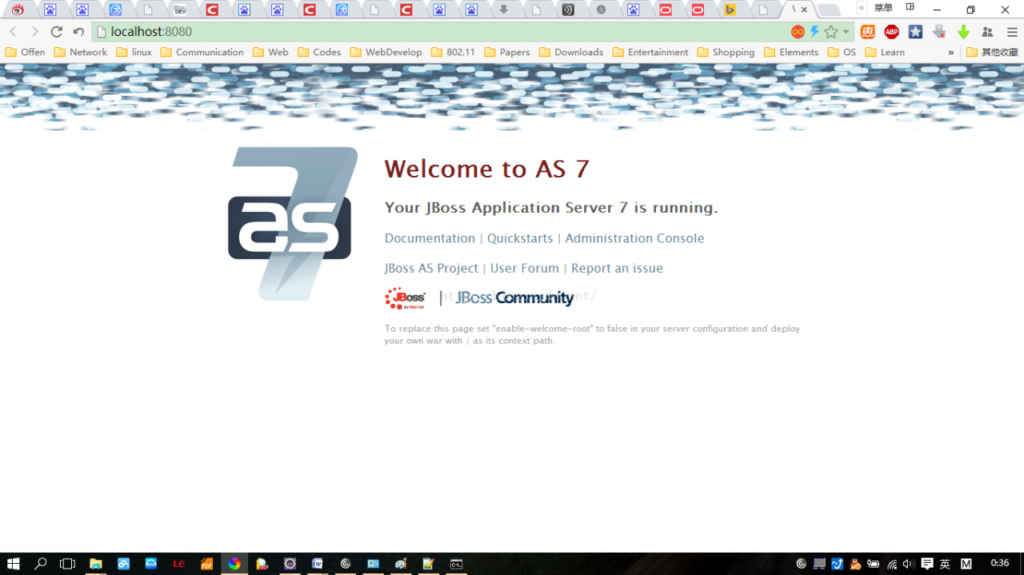 菜单
localhost:8080
ABP
Offen Network linux Communication Web Codes WebDevelop 802.11 Papers Downloads Entertainment Shopping Elements OS Learn » 其他收藏
as
7
Welcome to AS 7
Your JBoss Application Server 7 is running.
Documentation | Quickstarts | Administration Console
JBoss AS Project | User Forum | Report an issue
JBoss by Red Hat | JBoss Community
To replace this page set "enable-welcome-root" to false in your server configuration and deploy
your own war with / as its context path.
英 M 0:36